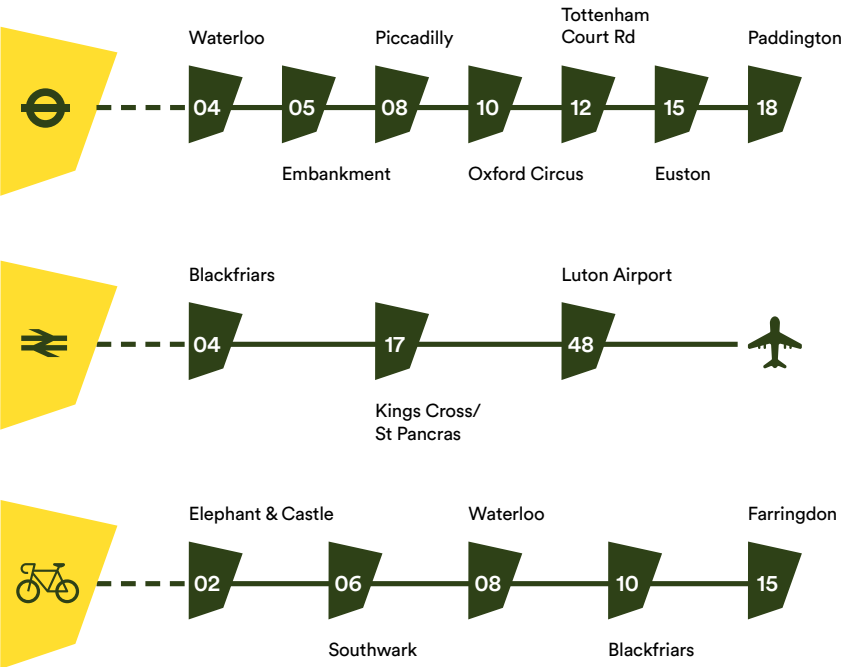 Tottenham
Waterloo Piccadilly Court Rd Paddington
04 05 08 10 12 15 18
Embankment Oxford Circus Euston
Blackfriars Luton Airport
04 17 48
Kings Cross/
St Pancras
Elephant & Castle Waterloo Farringdon
02 06 08 10 15
Southwark Blackfriars